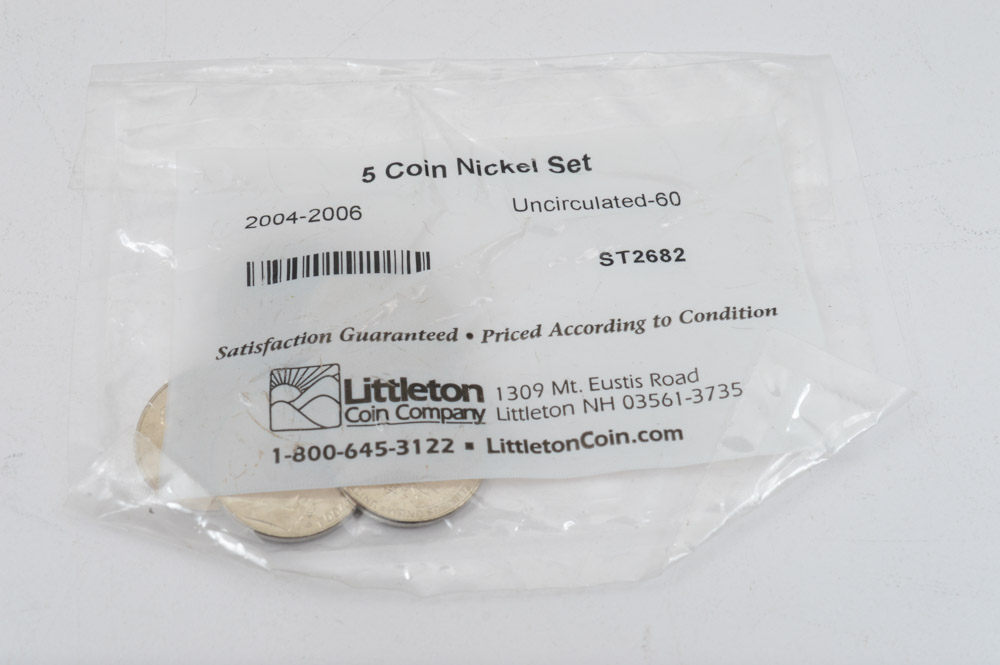 5 Coin Nickel Set
2004-2006 Uncirculated-60
ST2682
Satisfaction Guaranteed • Priced According to Condition
Littleton
Coin Company
1309 Mt. Eustis Road
Littleton NH 03561-3735
1-800-645-3122 ▪ LittletonCoin.com